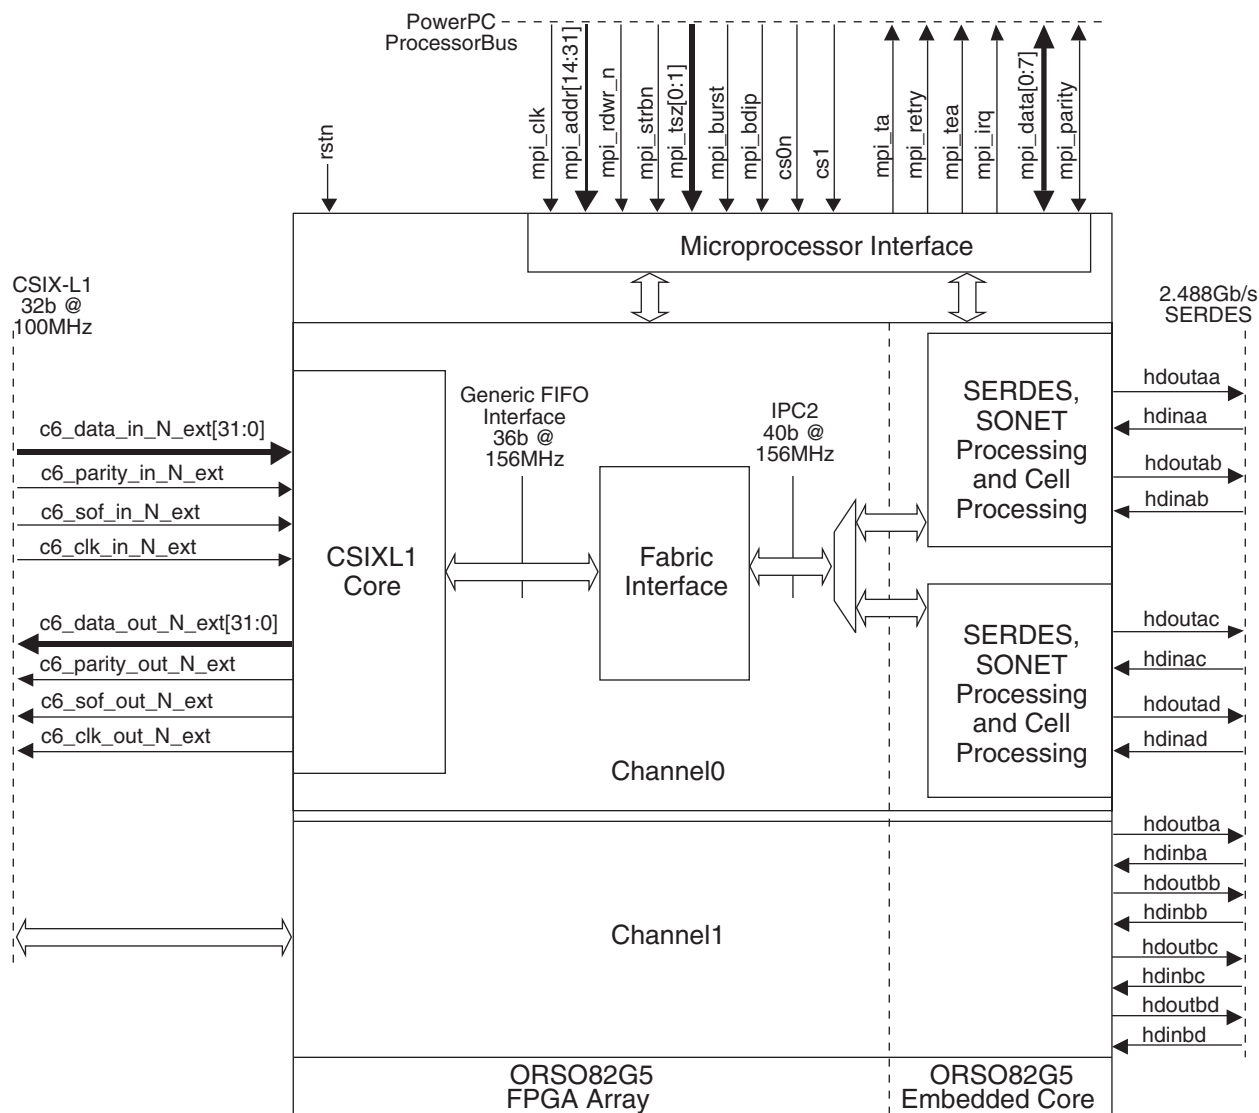 PowerPC
ProcessorBus
rstn
mpi_clk
mpi_addr[14:31]
mpi_rdwr_n
mpi_strbn
mpi_tsz[0:1]
mpi_burst
mpi_bdip
cs0n
cs1
mpi_ta
mpi_retry
mpi_tea
mpi_irq
mpi_data[0:7]
mpi_parity
Microprocessor Interface
CSIX-L1
32b @
100MHz
2.488Gb/s
SERDES
c6_data_in_N_ext[31:0]
c6_parity_in_N_ext
c6_sof_in_N_ext
c6_clk_in_N_ext
c6_data_out_N_ext[31:0]
c6_parity_out_N_ext
c6_sof_out_N_ext
c6_clk_out_N_ext
CSIXL1
Core
Generic FIFO
Interface
36b @
156MHz
Fabric
Interface
IPC2
40b @
156MHz
SERDES,
SONET
Processing
and Cell
Processing
SERDES,
SONET
Processing
and Cell
Processing
hdoutaa
hdinaa
hdoutab
hdinab
hdoutac
hdinac
hdoutad
hdinad
Channel0
Channel1
hdoutba
hdinba
hdoutbb
hdinbb
hdoutbc
hdinbc
hdoutbd
hdinbd
ORSO82G5
FPGA Array
ORSO82G5
Embedded Core